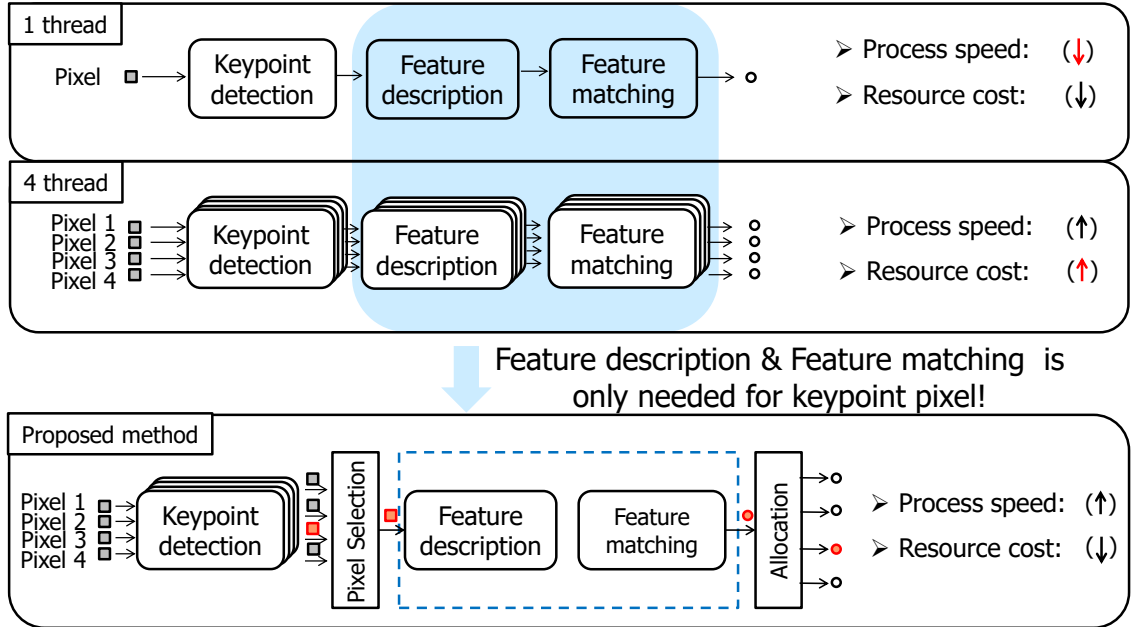 1 thread
Pixel
Keypoint
detection
Feature
description
Feature
matching
➢ Process speed: (↓)
➢ Resource cost: (↓)
4 thread
Pixel 1
Pixel 2
Pixel 3
Pixel 4
Keypoint
detection
Feature
description
Feature
matching
➢ Process speed: (↑)
➢ Resource cost: (↑)
Feature description & Feature matching is
only needed for keypoint pixel!
Proposed method
Pixel 1
Pixel 2
Pixel 3
Pixel 4
Keypoint
detection
Pixel Selection
Feature
description
Feature
matching
Allocation
➢ Process speed: (↑)
➢ Resource cost: (↓)